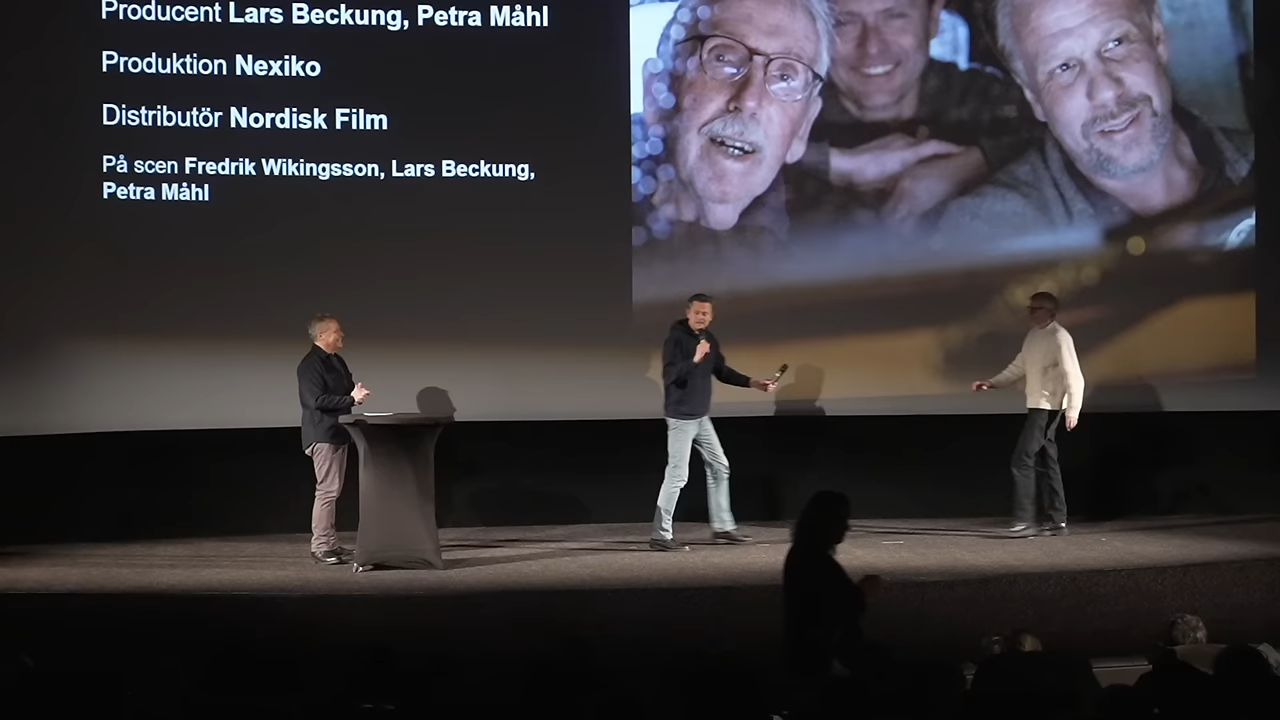 Producent Lars Beckung, Petra Måhl
Produktion Nexiko
Distributör Nordisk Film
På scen Fredrik Wikingsson, Lars Beckung,
Petra Måhl